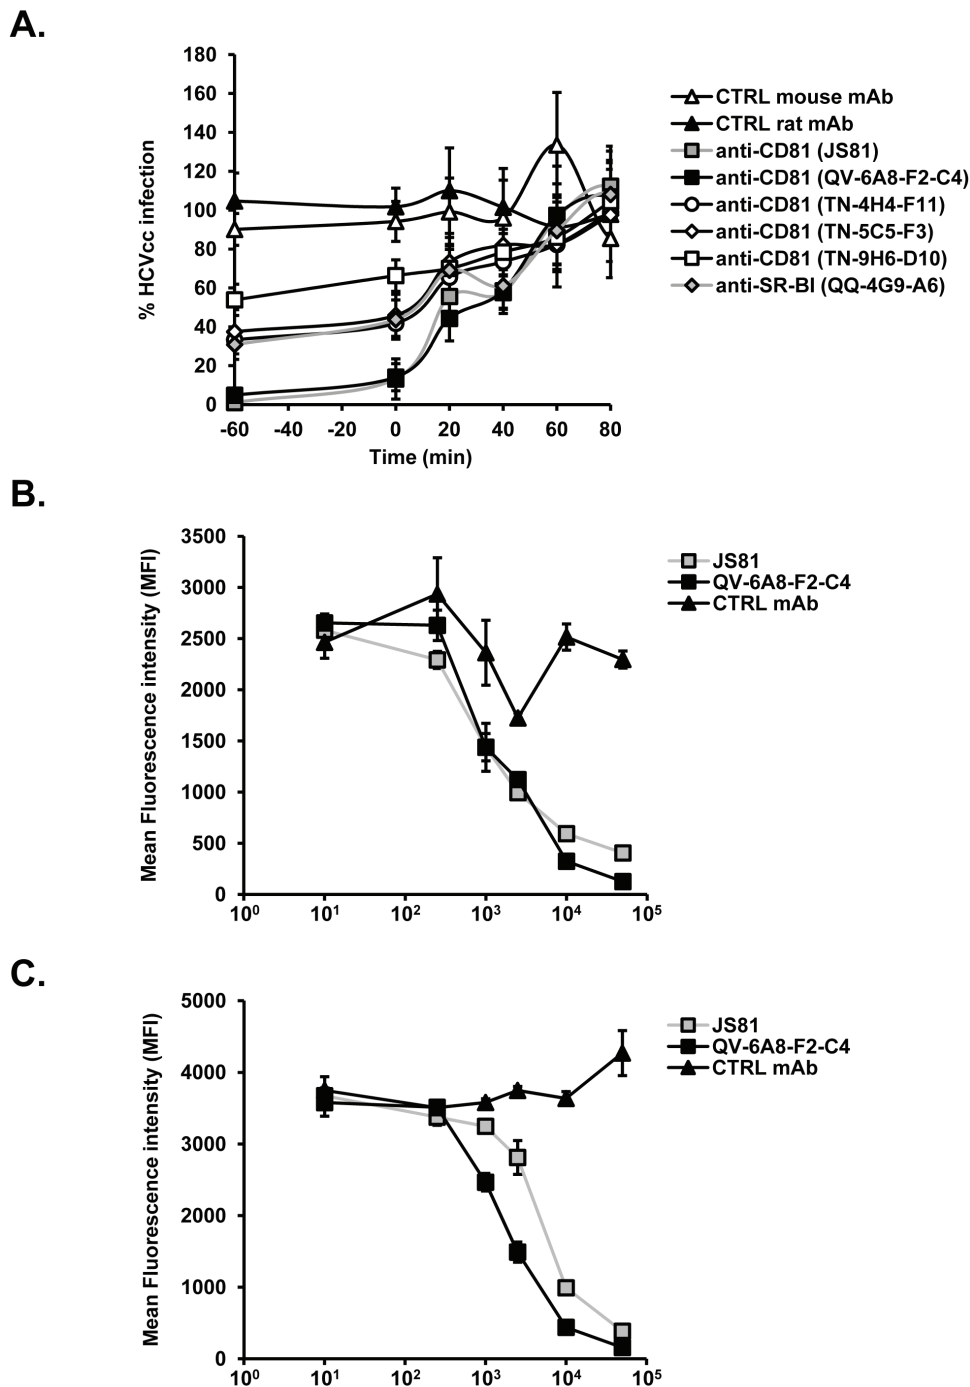 A.
% HCVcc infection
180
160
140
120
100
80
60
40
20
0
-60 -40 -20 0 20 40 60 80
Time (min)
CTRL mouse mAb
CTRL rat mAb
anti-CD81 (JS81)
anti-CD81 (QV-6A8-F2-C4)
anti-CD81 (TN-4H4-F11)
anti-CD81 (TN-5C5-F3)
anti-CD81 (TN-9H6-D10)
anti-SR-BI (QQ-4G9-A6)
B.
Mean Fluorescence intensity (MFI)
3500
3000
2500
2000
1500
1000
500
0
10⁰ 10¹ 10² 10³ 10⁴ 10⁵
JS81
QV-6A8-F2-C4
CTRL mAb
C.
Mean Fluorescence intensity (MFI)
5000
4000
3000
2000
1000
0
10⁰ 10¹ 10² 10³ 10⁴ 10⁵
JS81
QV-6A8-F2-C4
CTRL mAb